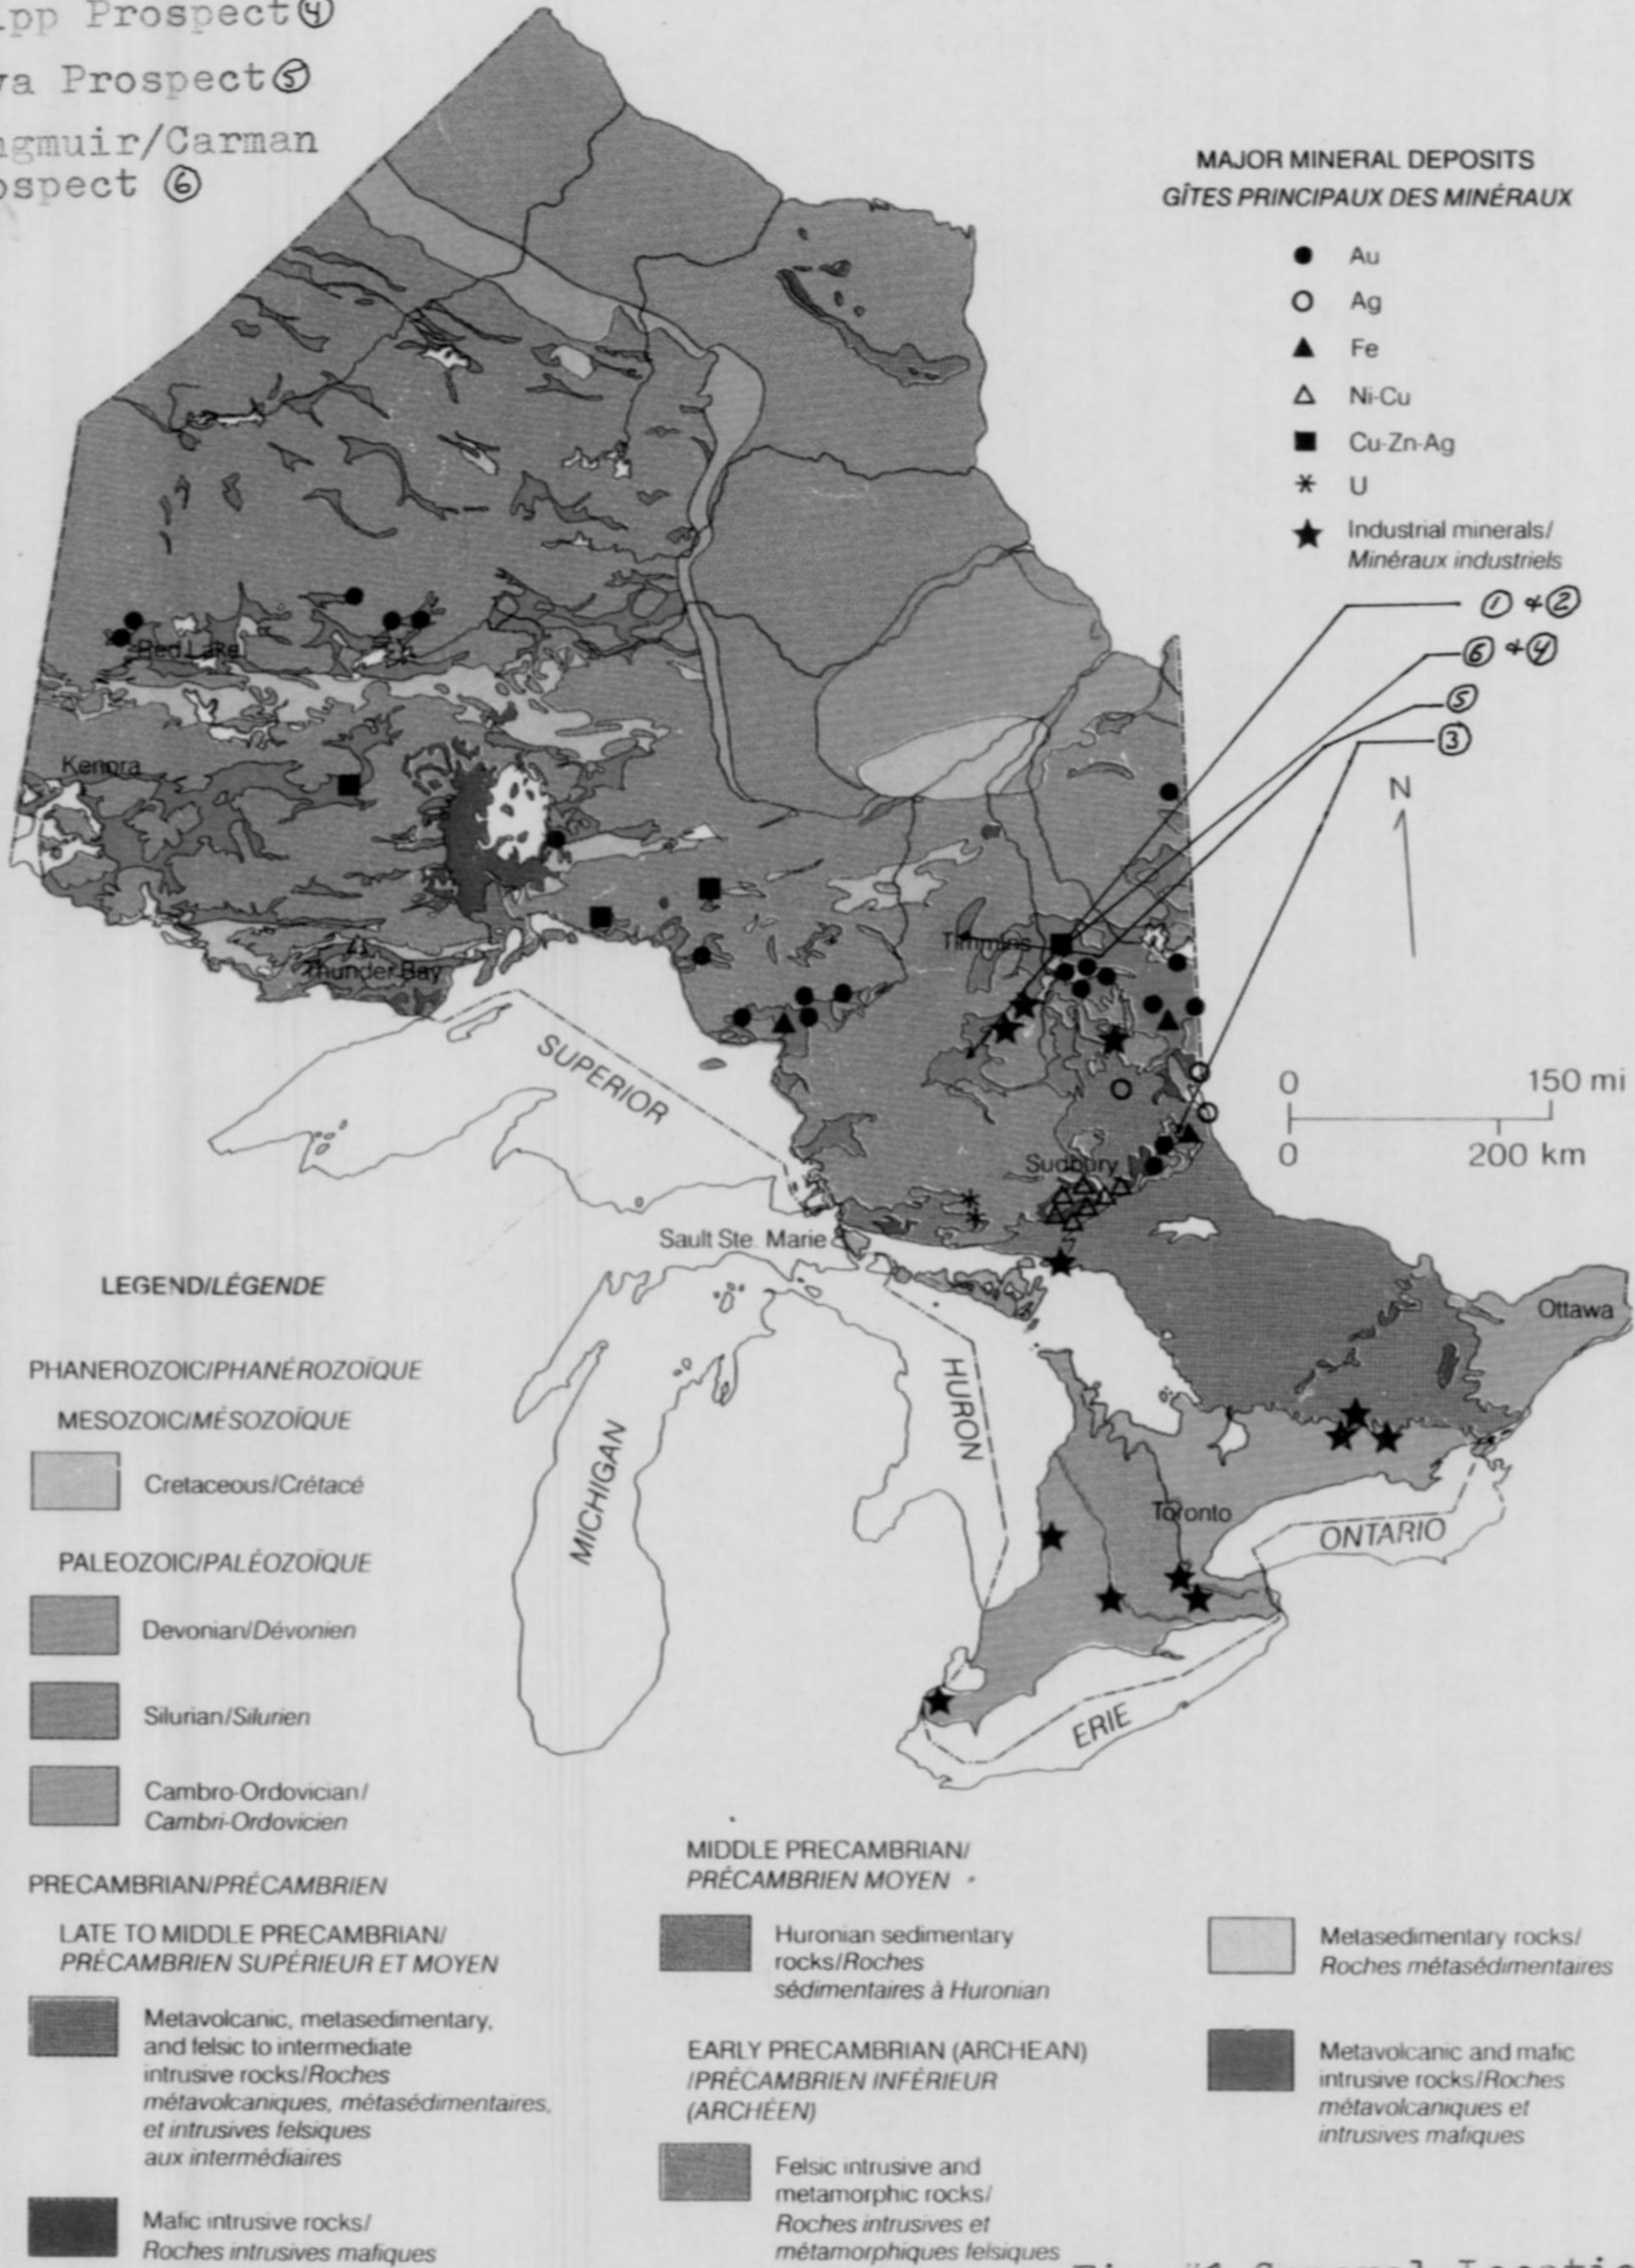 Prospect ④
Prospect ⑤
/Carman
⑥
MAJOR MINERAL DEPOSITS
GÎTES PRINCIPAUX DES MINÉRAUX
Au
Ag
Fe
Ni-Cu
Cu-Zn-Ag
U
Industrial minerals/
Minéraux industriels
① & ②
⑥ & ④
⑤
③
N
Red Lake
Kenora
Thunder Bay
Timmins
SUPERIOR
0 150 mi
0 200 km
Sudbury
Sault Ste. Marie
Ottawa
HURON
MICHIGAN
Toronto
ONTARIO
ERIE
LEGEND/LÉGENDE
PHANEROZOIC/PHANÉROZOÏQUE
MESOZOIC/MÉSOZOÏQUE
Cretaceous/Crétacé
PALEOZOIC/PALÉOZOÏQUE
Devonian/Dévonien
Silurian/Silurien
Cambro-Ordovician/
Cambri-Ordovicien
PRECAMBRIAN/PRÉCAMBRIEN
LATE TO MIDDLE PRECAMBRIAN/
PRÉCAMBRIEN SUPÉRIEUR ET MOYEN
Metavolcanic, metasedimentary,
and felsic to intermediate
intrusive rocks/Roches
métavolcaniques, métasédimentaires,
et intrusives felsiques
aux intermédiaires
Mafic intrusive rocks/
Roches intrusives mafiques
MIDDLE PRECAMBRIAN/
PRÉCAMBRIEN MOYEN
Huronian sedimentary
rocks/Roches
sédimentaires à Huronian
EARLY PRECAMBRIAN (ARCHEAN)
/PRÉCAMBRIEN INFÉRIEUR
(ARCHÉEN)
Felsic intrusive and
metamorphic rocks/
Roches intrusives et
métamorphiques felsiques
Metasedimentary rocks/
Roches métasédimentaires
Metavolcanic and mafic
intrusive rocks/Roches
métavolcaniques et
intrusives mafiques